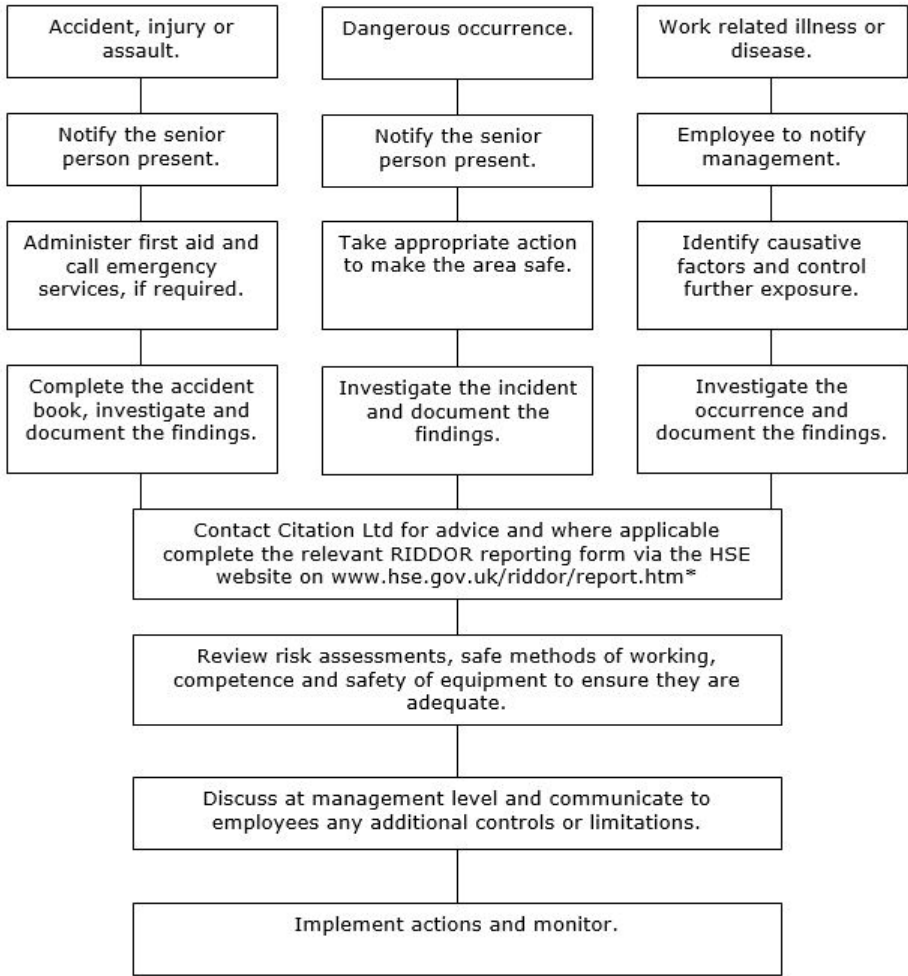 Accident, injury or
assault.
Dangerous occurrence.
Work related illness or
disease.
Notify the senior
person present.
Notify the senior
person present.
Employee to notify
management.
Administer first aid and
call emergency
services, if required.
Take appropriate action
to make the area safe.
Identify causative
factors and control
further exposure.
Complete the accident
book, investigate and
document the findings.
Investigate the incident
and document the
findings.
Investigate the
occurrence and
document the findings.
Contact Citation Ltd for advice and where applicable
complete the relevant RIDDOR reporting form via the HSE
website on www.hse.gov.uk/riddor/report.htm*
Review risk assessments, safe methods of working,
competence and safety of equipment to ensure they are
adequate.
Discuss at management level and communicate to
employees any additional controls or limitations.
Implement actions and monitor.